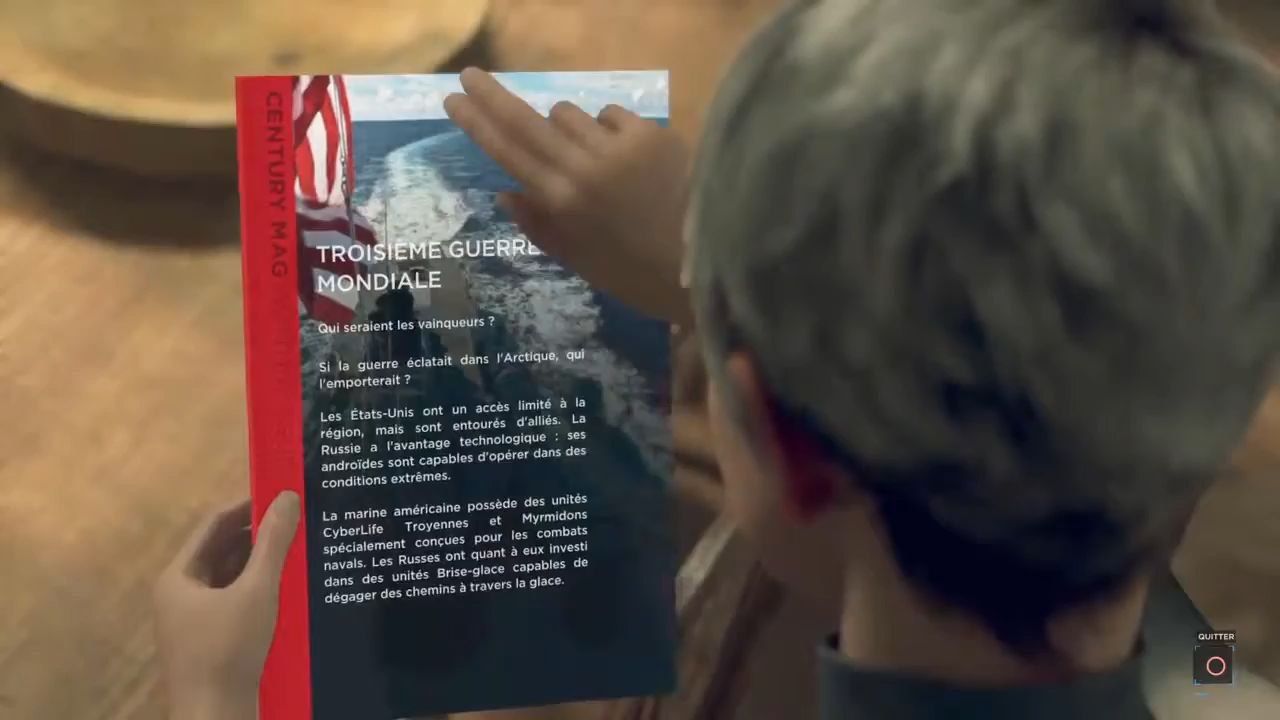 CENTURY MAG
TROISIÈME GUERRE
MONDIALE
Qui seraient les vainqueurs ?
Si la guerre éclatait dans l'Arctique, qui
l'emporterait ?
Les États-Unis ont un accès limité à la
région, mais sont entourés d'alliés. La
Russie a l'avantage technologique : ses
androïdes sont capables d'opérer dans des
conditions extrêmes.
La marine américaine possède des unités
CyberLife Troyennes et Myrmidons
spécialement conçues pour les combats
navals. Les Russes ont quant à eux investi
dans des unités Brise-glace capables de
dégager des chemins à travers la glace.
QUITTER